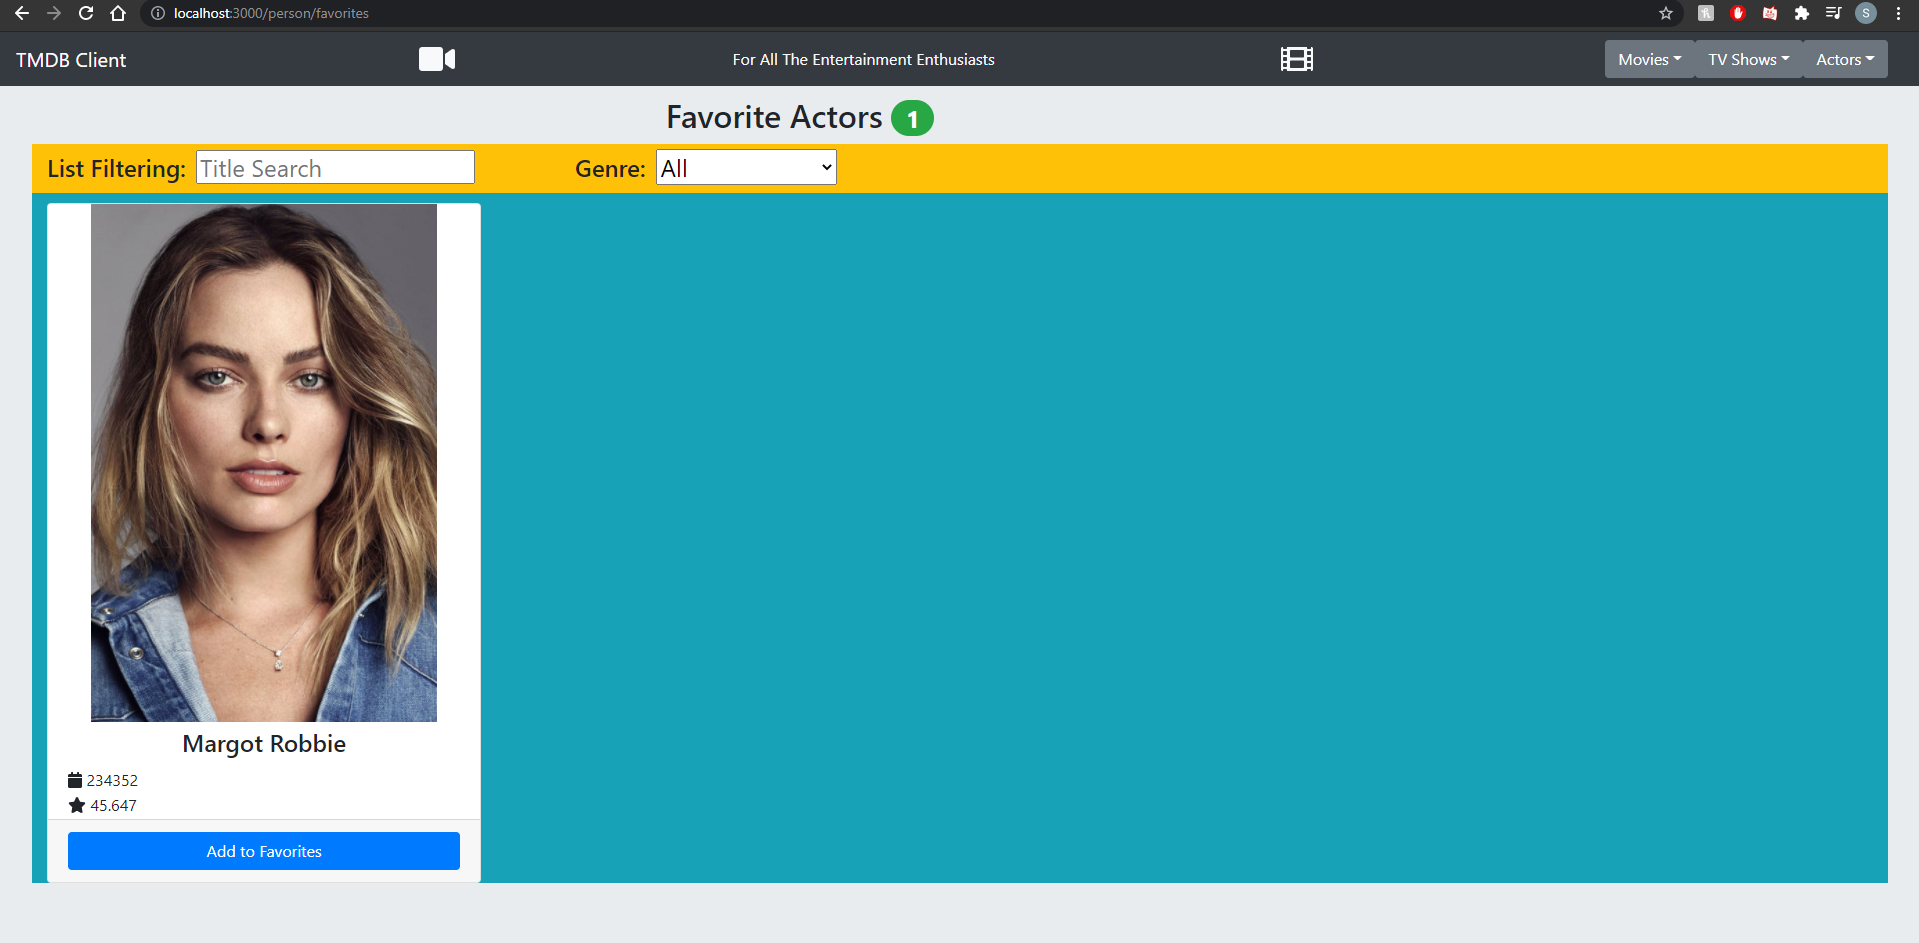 localhost:3000/person/favorites
S
TMDB Client
For All The Entertainment Enthusiasts
Movies
TV Shows
Actors
Favorite Actors 1
List Filtering: Title Search
Genre: All
Margot Robbie
234352
45.647
Add to Favorites